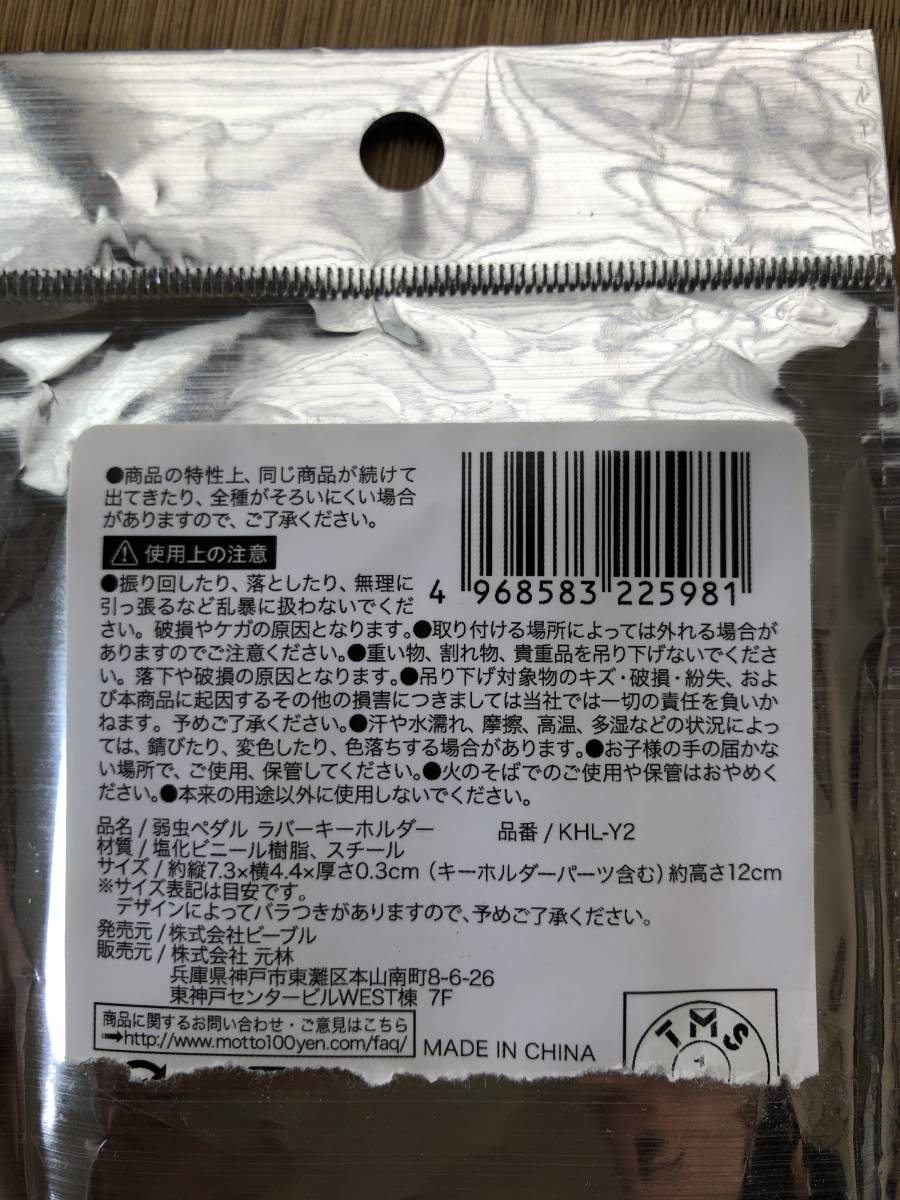 ●商品の特性上、同じ商品が続けて
出てきたり、全種がそろいにくい場合
がありますので、ご了承ください。
使用上の注意
●振り回したり、落としたり、無理に
引っ張るなど乱暴に扱わないでくだ
さい。破損やケガの原因となります。●取り付ける場所によっては外れる場合が
ありますのでご注意ください。●重い物、割れ物、貴重品を吊り下げないでくださ
い。落下や破損の原因となります。●吊り下げ対象物のキズ・破損・紛失、およ
び本商品に起因するその他の損害につきましては当社では一切の責任を負いか
ねます。予めご了承ください。●汗や水濡れ、摩擦、高温、多湿などの状況によっ
ては、錆びたり、変色したり、色落ちする場合があります。●お子様の手の届かな
い場所で、ご使用、保管してください。●火のそばでのご使用や保管はおやめく
ださい。●本来の用途以外に使用しないでください。
4 968583 225981
品名/弱虫ペダル ラバーキーホルダー 品番/KHL-Y2
材質/塩化ビニール樹脂、スチール
サイズ/約縦7.3×横4.4×厚さ0.3cm(キーホルダーパーツ含む)約高さ12cm
※サイズ表記は目安です。
デザインによってバラつきがありますので、予めご了承ください。
発売元/株式会社ビーブル
販売元/株式会社 元林
兵庫県神戸市東灘区本山南町8-6-26
東神戸センタービルWEST棟 7F
商品に関するお問い合わせ・ご意見はこちら
➡http://www.motto100yen.com/faq/
MADE IN CHINA
TMS